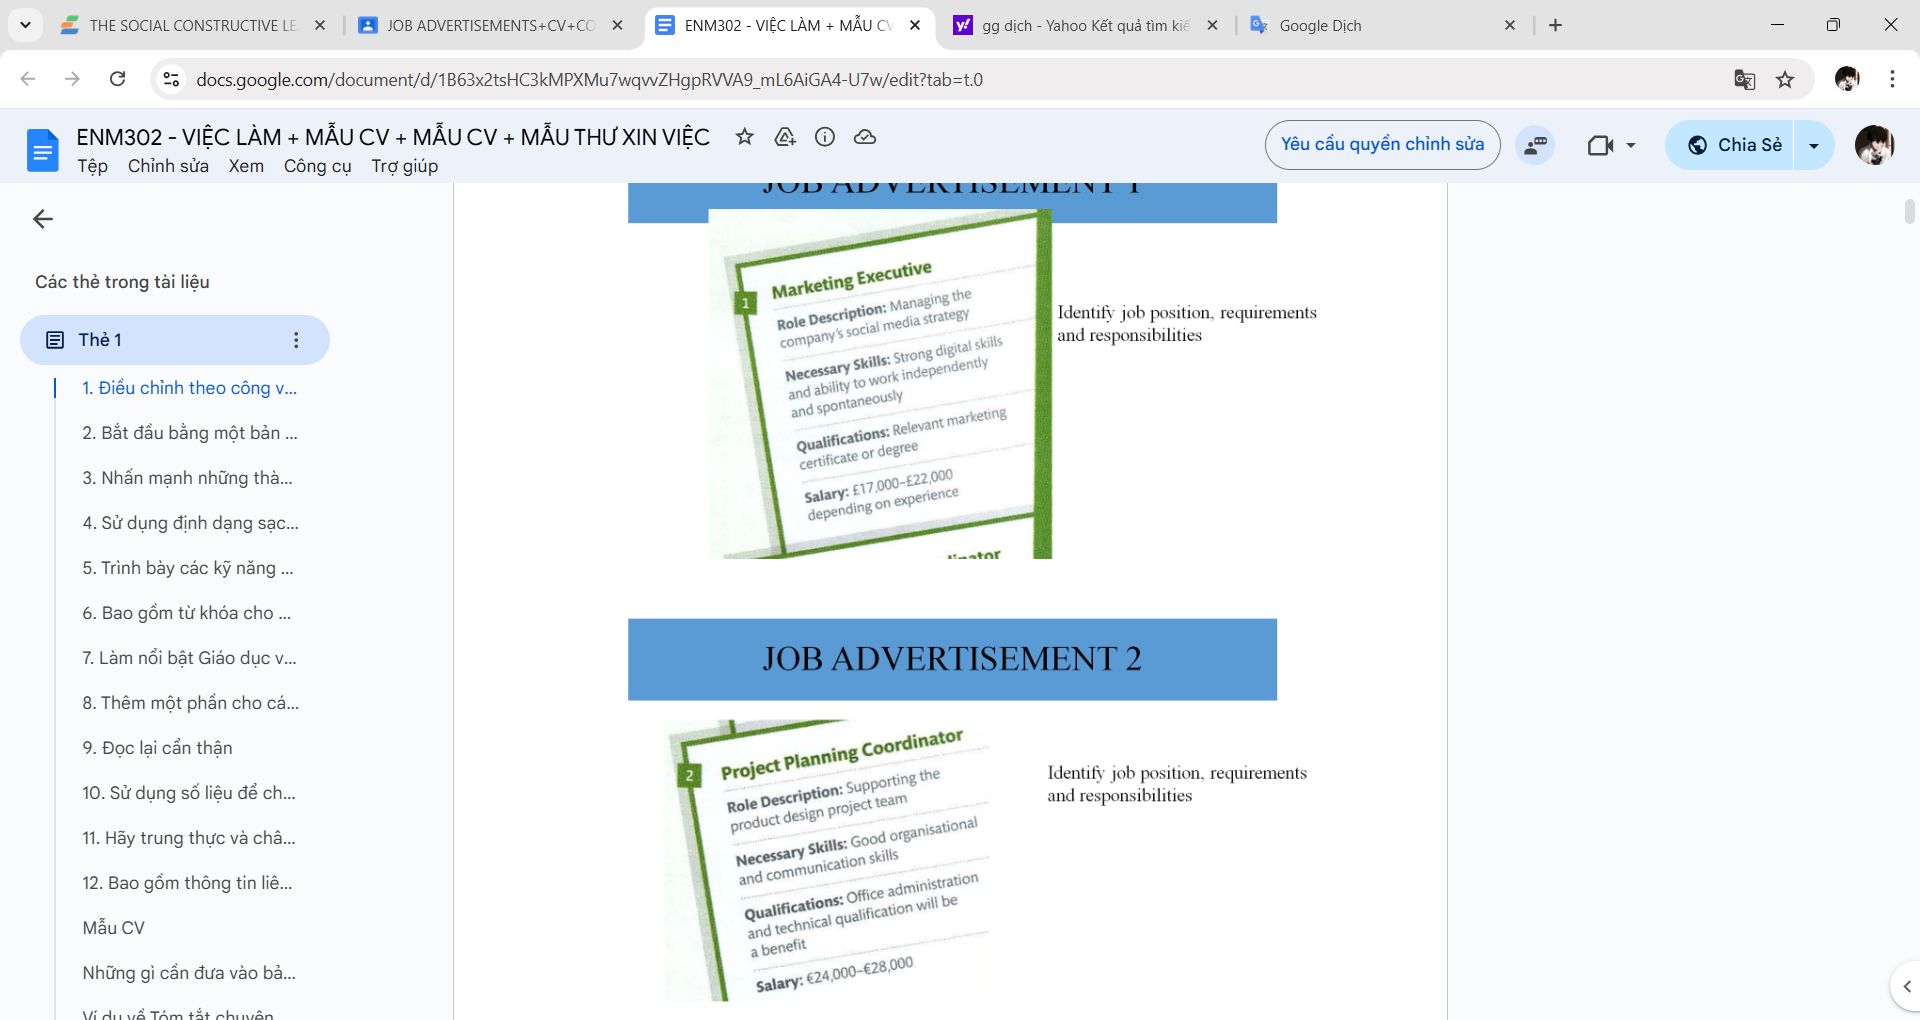 THE SOCIAL CONSTRUCTIVE LE
JOB ADVERTISEMENTS+CV+CO
ENM302 - VIỆC LÀM + MẪU CV
gg dịch - Yahoo Kết quả tìm kiế
Google Dịch
docs.google.com/document/d/1B63x2tsHC3kMPXMu7wqvvZHgpRVVA9_mL6AiGA4-U7w/edit?tab=t.0
ENM302 - VIỆC LÀM + MẪU CV + MẪU CV + MẪU THƯ XIN VIỆC
Tệp Chỉnh sửa Xem Công cụ Trợ giúp
Yêu cầu quyền chỉnh sửa
Chia Sẻ
Các thẻ trong tài liệu
Thẻ 1
1. Điều chỉnh theo công v...
2. Bắt đầu bằng một bản ...
3. Nhấn mạnh những thà...
4. Sử dụng định dạng sạc...
5. Trình bày các kỹ năng ...
6. Bao gồm từ khóa cho ...
7. Làm nổi bật Giáo dục v...
8. Thêm một phần cho cá...
9. Đọc lại cẩn thận
10. Sử dụng số liệu để ch...
11. Hãy trung thực và châ...
12. Bao gồm thông tin liê...
Mẫu CV
Những gì cần đưa vào bả...
Ví dụ về Tóm tắt chuyên
JOB ADVERTISEMENT 1
1
Marketing Executive
Role Description: Managing the
company's social media strategy
Necessary Skills: Strong digital skills
and ability to work independently
and spontaneously
Qualifications: Relevant marketing
certificate or degree
Salary: £17,000–£22,000
depending on experience
dinator
Identify job position, requirements
and responsibilities
JOB ADVERTISEMENT 2
2
Project Planning Coordinator
Role Description: Supporting the
product design project team
Necessary Skills: Good organisational
and communication skills
Qualifications: Office administration
and technical qualification will be
a benefit
Salary: €24,000–€28,000
Identify job position, requirements
and responsibilities